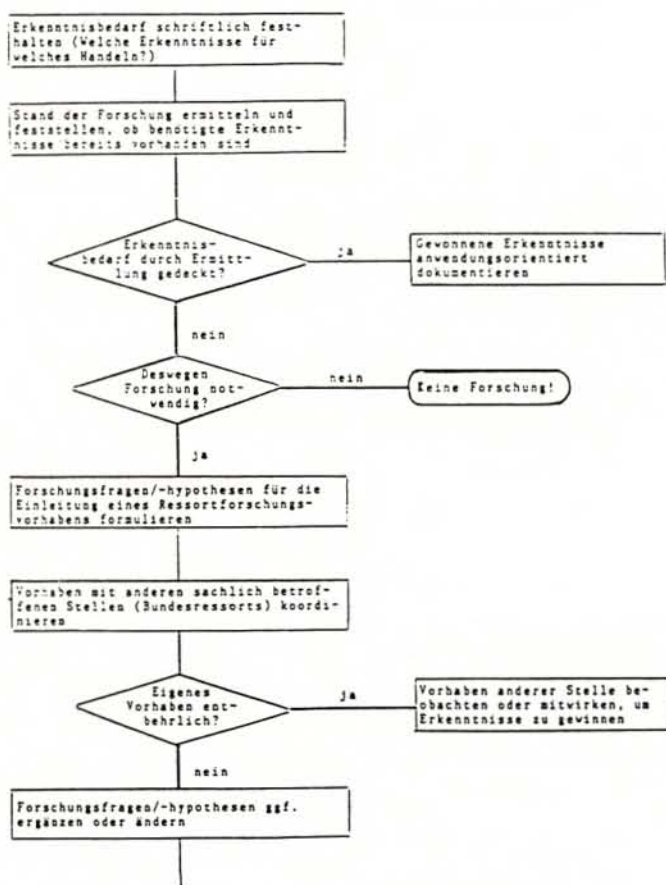 Erkenntnisbedarf schriftlich fest-
halten (Welche Erkenntnisse für
welches Handeln?)
Stand der Forschung ermitteln und
feststellen, ob benötigte Erkennt-
nisse bereits vorhanden sind
Erkenntnis-
bedarf durch Ermitt-
lung gedeckt?
ja
Gewonnene Erkenntnisse
anwendungsorientiert
dokumentieren
nein
Deswegen
Forschung not-
wendig?
nein
Keine Forschung!
ja
Forschungsfragen/-hypothesen für die
Einleitung eines Ressortforschungs-
vorhabens formulieren
Vorhaben mit anderen sachlich betrof-
fenen Stellen (Bundesressorts) koordi-
nieren
Eigenes
Vorhaben ent-
behrlich?
ja
Vorhaben anderer Stelle be-
obachten oder mitwirken, um
Erkenntnisse zu gewinnen
nein
Forschungsfragen/-hypothesen ggf.
ergänzen oder ändern